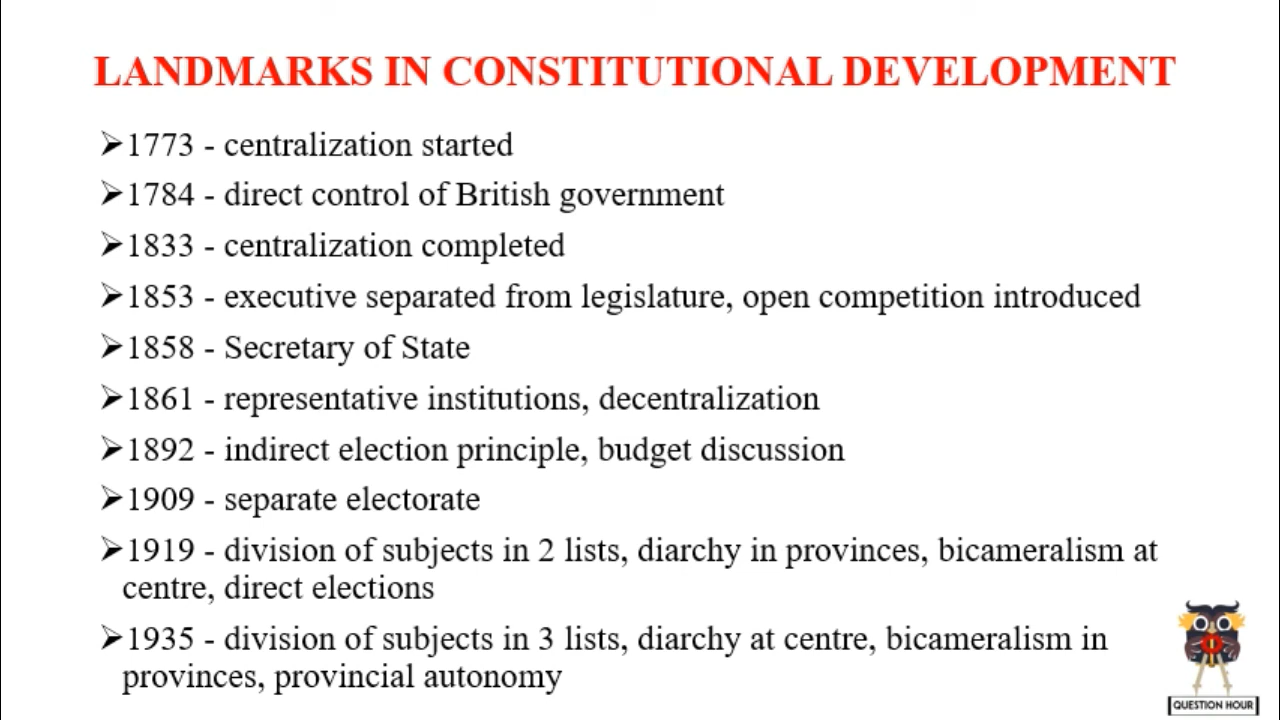 LANDMARKS IN CONSTITUTIONAL DEVELOPMENT
➢1773 - centralization started
➢1784 - direct control of British government
➢1833 - centralization completed
➢1853 - executive separated from legislature, open competition introduced
➢1858 - Secretary of State
➢1861 - representative institutions, decentralization
➢1892 - indirect election principle, budget discussion
➢1909 - separate electorate
➢1919 - division of subjects in 2 lists, diarchy in provinces, bicameralism at
centre, direct elections
➢1935 - division of subjects in 3 lists, diarchy at centre, bicameralism in
provinces, provincial autonomy
QUESTION HOUR